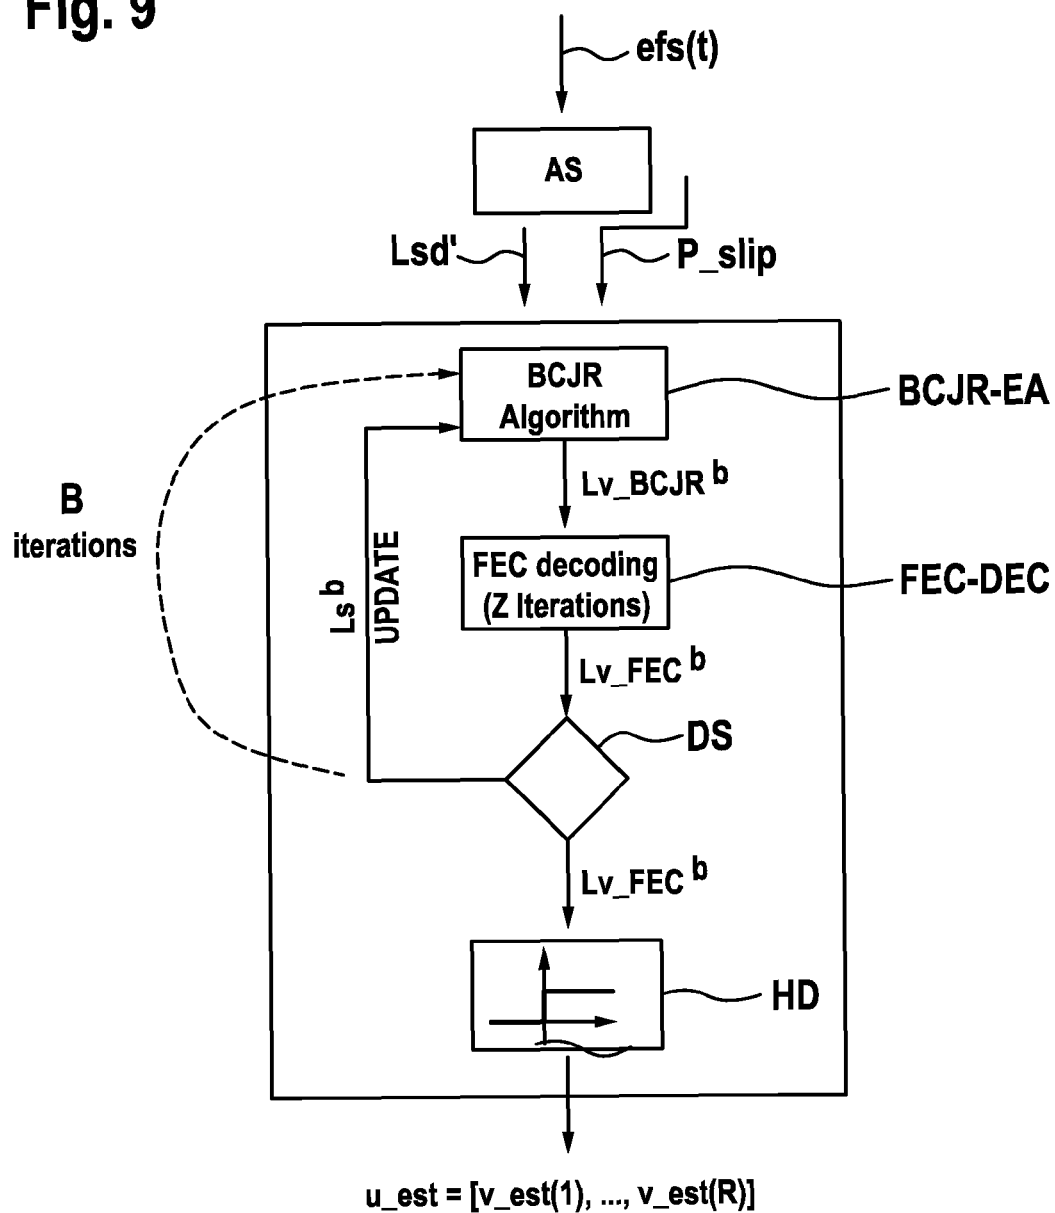 Fig. 9
efs(t)
AS
Lsd'
P_slip
BCJR
Algorithm
BCJR-EA
Lv_BCJR b
B
iterations
Ls b
UPDATE
FEC decoding
(Z Iterations)
FEC-DEC
Lv_FEC b
DS
Lv_FEC b
HD
u_est = [v_est(1), ..., v_est(R)]